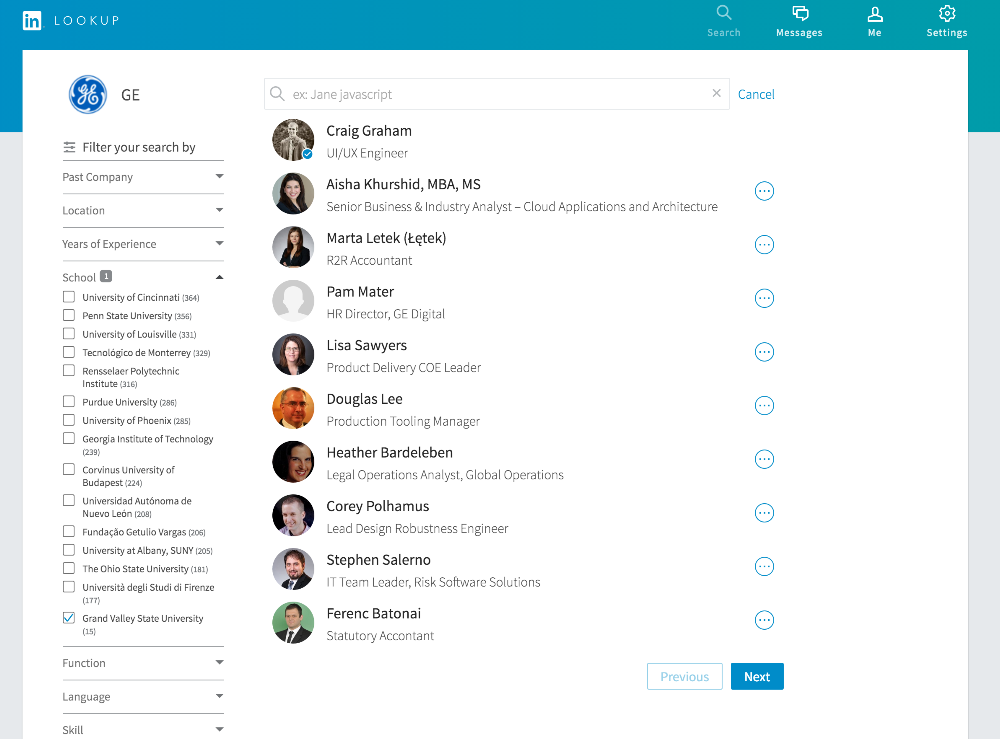 in LOOKUP
Search
Messages
Me
Settings
GE
GE
ex: Jane javascript
Cancel
Filter your search by
Past Company
Location
Years of Experience
School 1
University of Cincinnati (364)
Penn State University (356)
University of Louisville (331)
Tecnológico de Monterrey (329)
Rensselaer Polytechnic
Institute (316)
Purdue University (286)
University of Phoenix (285)
Georgia Institute of Technology
(239)
Corvinus University of
Budapest (224)
Universidad Autónoma de
Nuevo León (208)
Fundação Getulio Vargas (206)
University at Albany, SUNY (205)
The Ohio State University (181)
Università degli Studi di Firenze
(177)
Grand Valley State University
(15)
Function
Language
Skill
Craig Graham
UI/UX Engineer
Aisha Khurshid, MBA, MS
Senior Business & Industry Analyst – Cloud Applications and Architecture
Marta Letek (Łętek)
R2R Accountant
Pam Mater
HR Director, GE Digital
Lisa Sawyers
Product Delivery COE Leader
Douglas Lee
Production Tooling Manager
Heather Bardeleben
Legal Operations Analyst, Global Operations
Corey Polhamus
Lead Design Robustness Engineer
Stephen Salerno
IT Team Leader, Risk Software Solutions
Ferenc Batonai
Statutory Accontant
Previous
Next